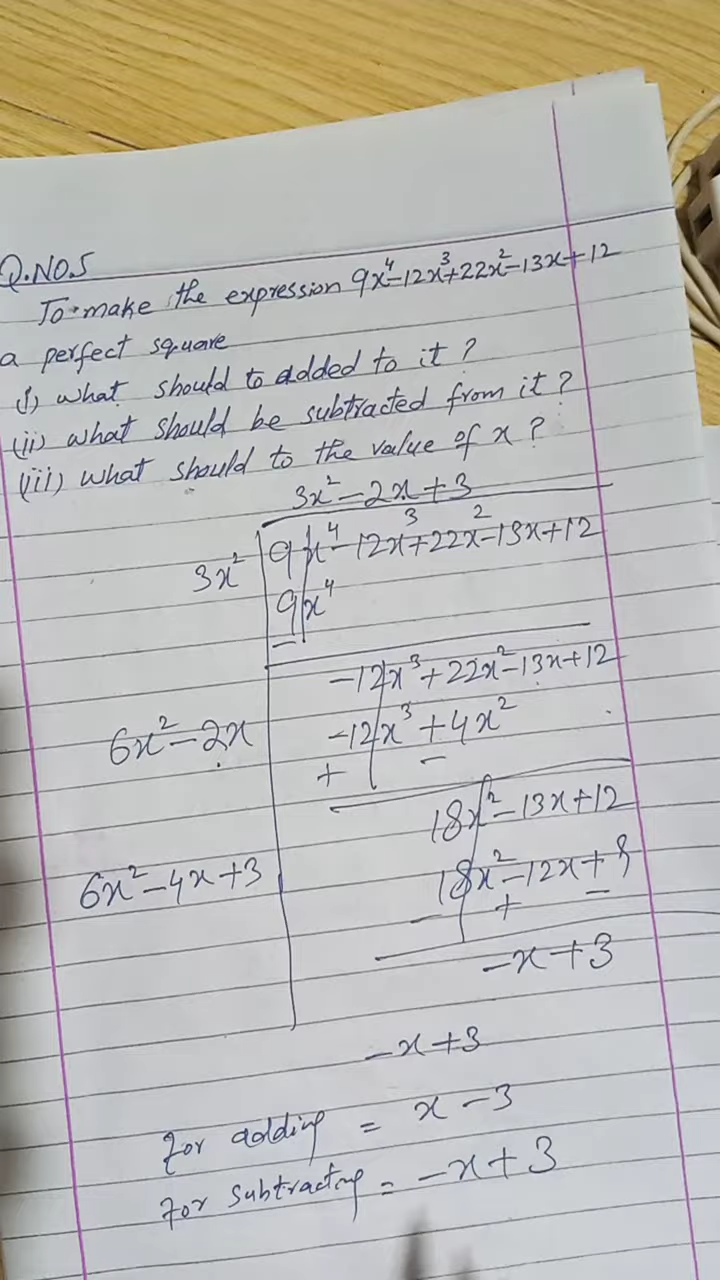 Q.NO.5
To make the expression 9x⁴-12x³+22x²-13x+12
a perfect square
(i) what should to added to it?
(ii) what should be subtracted from it?
(iii) what should to the value of x?
3x²-2x+3
3x² 9x⁴-12x³+22x²-13x+12
9x⁴
-
-12x³+22x²-13x+12
6x²-2x -12x³+4x²
+ -
18x²-13x+12
6x²-4x+3 18x²-12x+9
- + -
-x+3
-x+3
for adding = x-3
for subtracting = -x+3